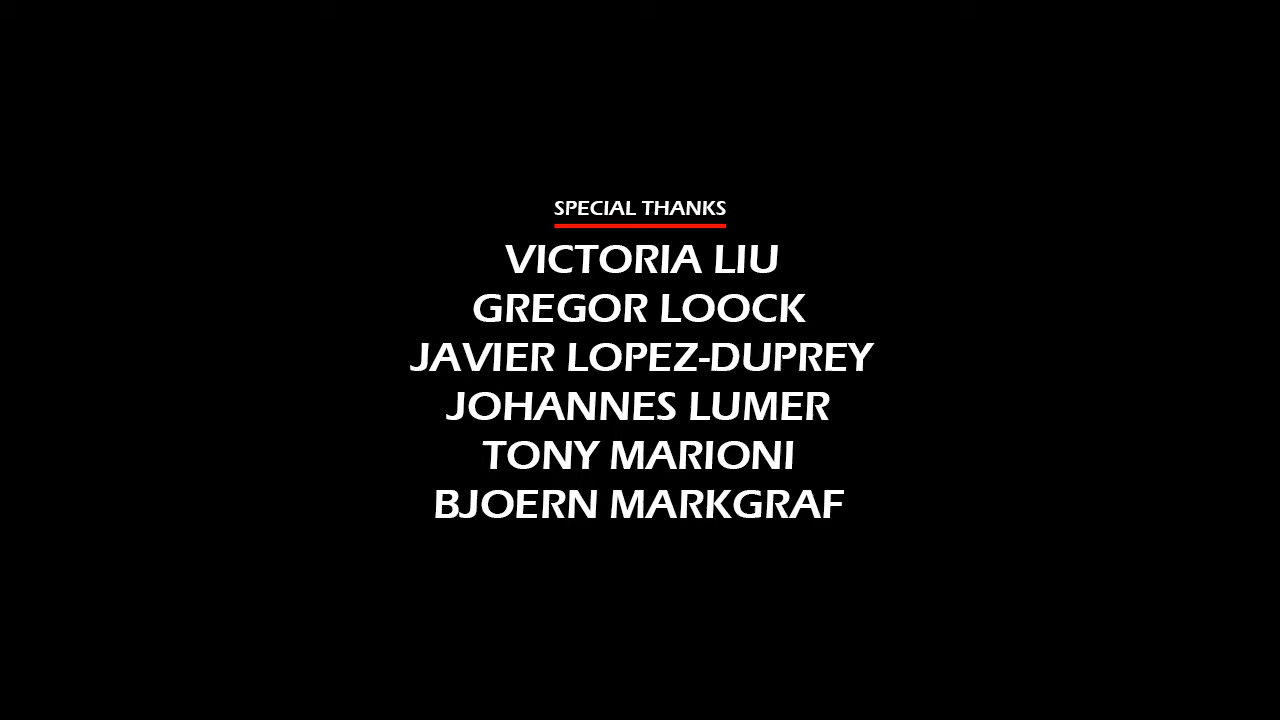 SPECIAL THANKS
VICTORIA LIU
GREGOR LOOCK
JAVIER LOPEZ-DUPREY
JOHANNES LUMER
TONY MARIONI
BJOERN MARKGRAF